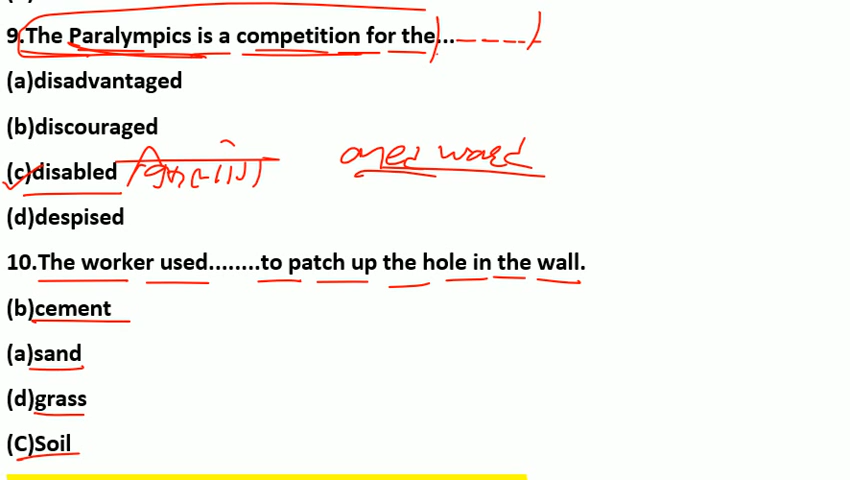 9.The Paralympics is a competition for the...
(a)disadvantaged
(b)discouraged
(c)disabled
(d)despised
10.The worker used........to patch up the hole in the wall.
(b)cement
(a)sand
(d)grass
(C)Soil